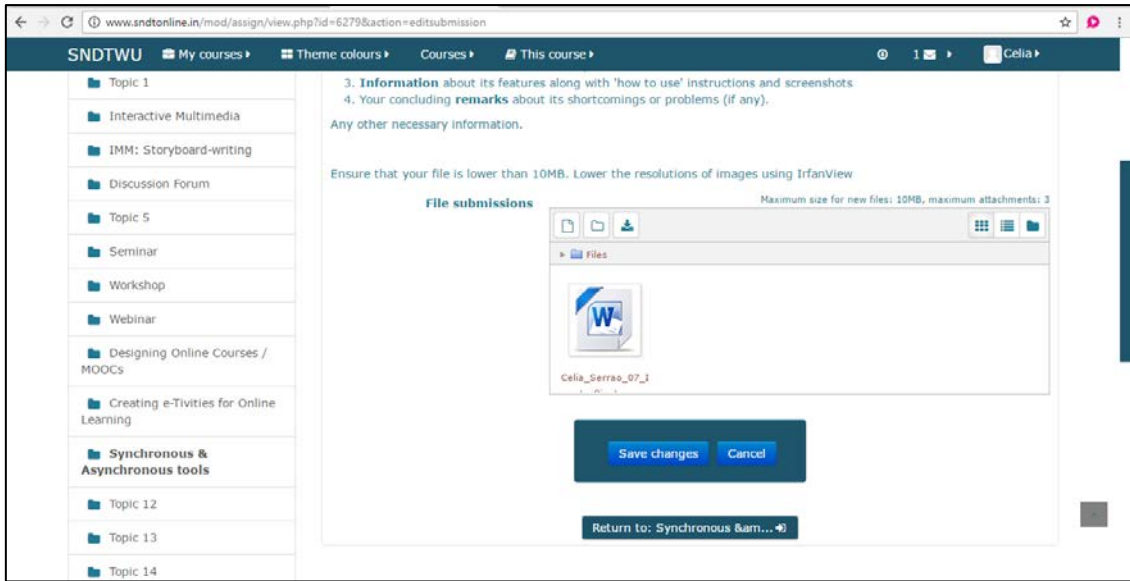 www.sndtonline.in/mod/assign/view.php?id=6279&action=editsubmission
SNDTWU My courses Theme colours Courses This course 1 Celia
Topic 1
Interactive Multimedia
IMM: Storyboard-writing
Discussion Forum
Topic 5
Seminar
Workshop
Webinar
Designing Online Courses /
MOOCs
Creating e-Tivities for Online
Learning
Synchronous &
Asynchronous tools
Topic 12
Topic 13
Topic 14
3. Information about its features along with 'how to use' instructions and screenshots
4. Your concluding remarks about its shortcomings or problems (if any).
Any other necessary information.
Ensure that your file is lower than 10MB. Lower the resolutions of images using IrfanView
File submissions
Maximum size for new files: 10MB, maximum attachments: 3
Files
W
Celia_Serrao_07_1
Save changes Cancel
Return to: Synchronous &am...